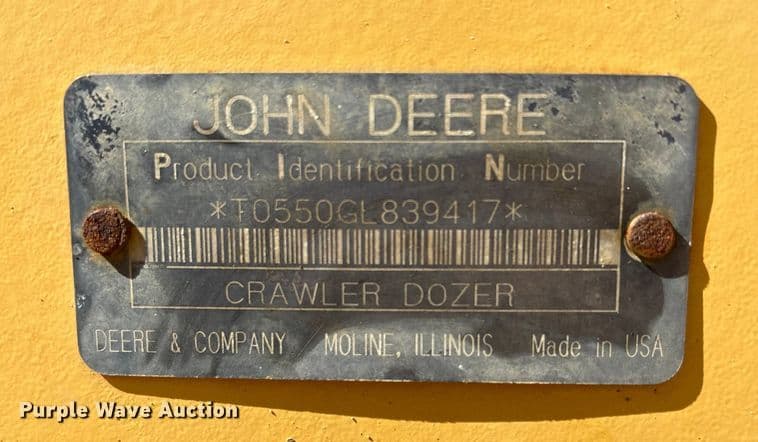 JOHN DEERE
Product Identification Number
*T0550GL839417*
CRAWLER DOZER
DEERE & COMPANY MOLINE, ILLINOIS Made in USA
Purple Wave Auction